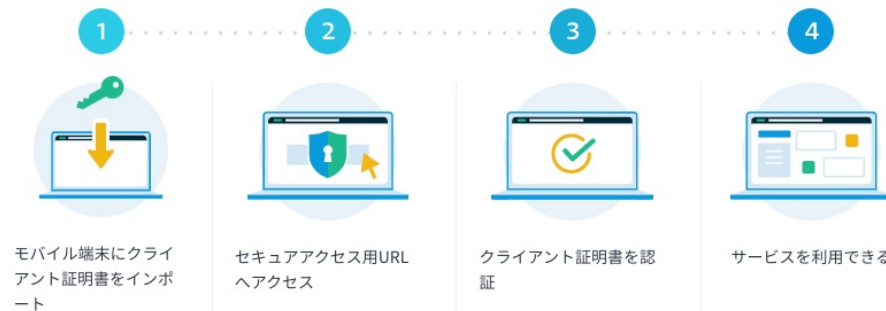 1
2
3
4
モバイル端末にクライ
アント証明書をインポ
ート
セキュアアクセス用URL
へアクセス
クライアント証明書を認
証
サービスを利用できる